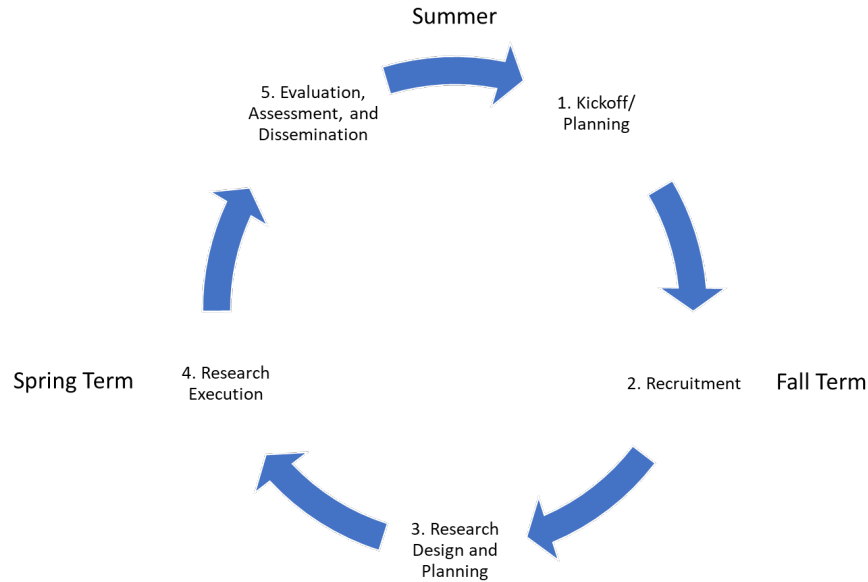 Summer
5. Evaluation,
Assessment, and
Dissemination
1. Kickoff/
Planning
Spring Term
4. Research
Execution
2. Recruitment
Fall Term
3. Research
Design and
Planning